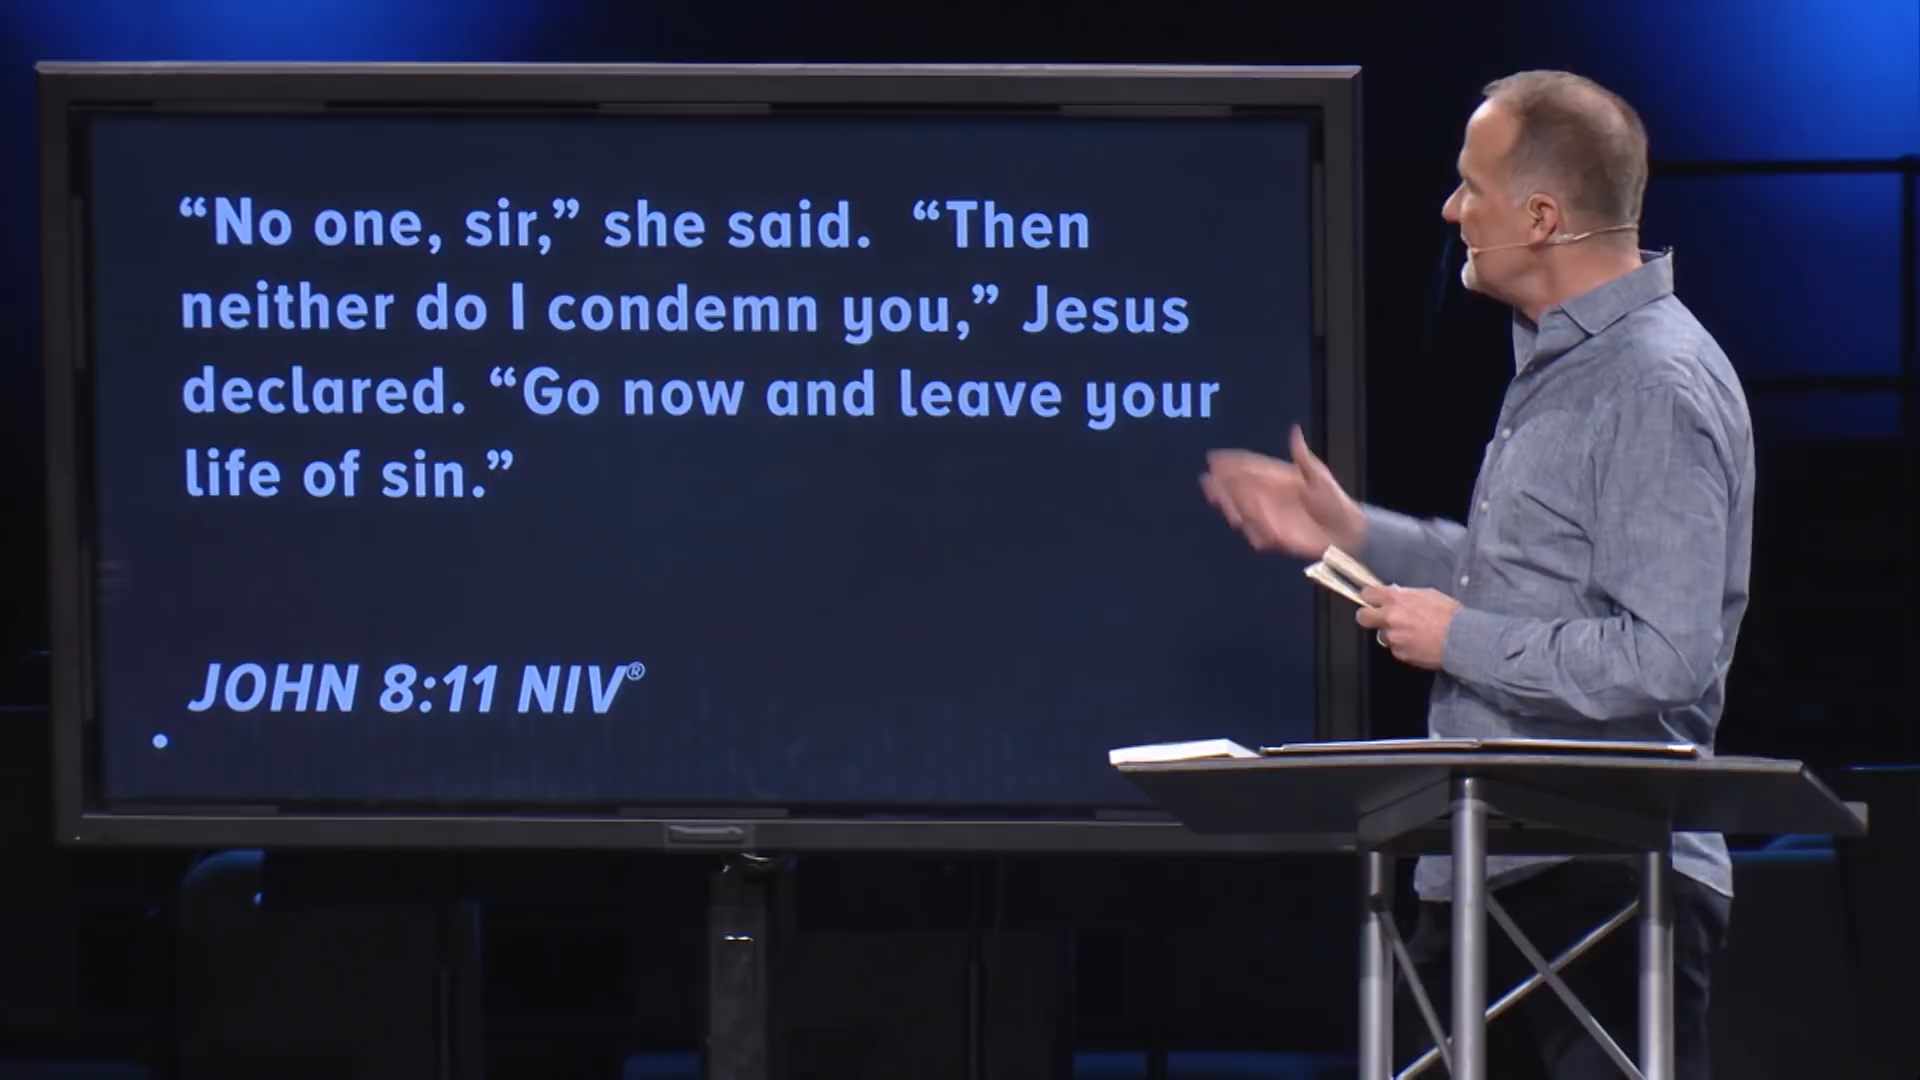 “No one, sir,” she said.  “Then
neither do I condemn you,” Jesus
declared. “Go now and leave your
life of sin.”
JOHN 8:11 NIV®